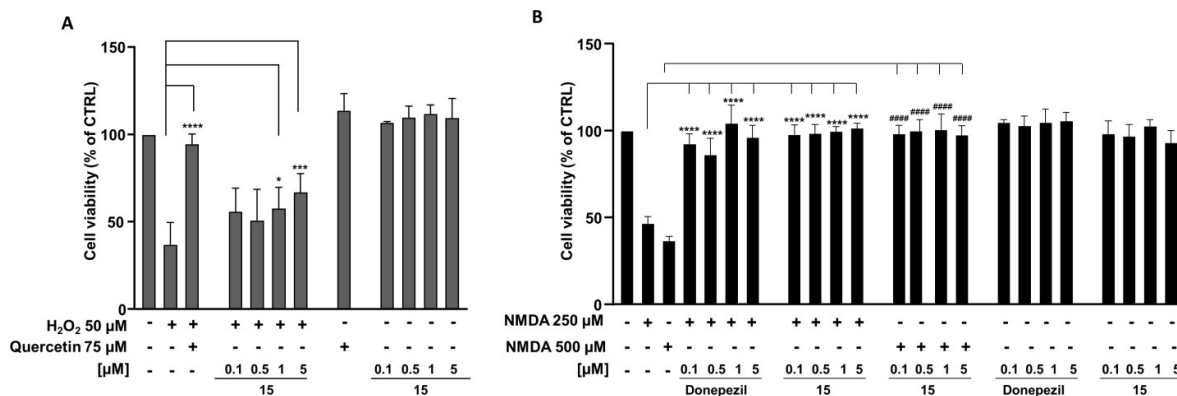 A
Cell viability (% of CTRL)
150
100
50
0
****
*
***
H₂O₂ 50 µM - + + + + + + - - - - -
Quercetin 75 µM - - + - - - - + - - - -
[µM] - - - 0.1 0.5 1 5 - 0.1 0.5 1 5
15 15
B
Cell viability (% of CTRL)
150
100
50
0
**** **** **** **** **** **** **** **** #### #### #### ####
NMDA 250 µM - + - + + + + + + + + - - - - - - - - - - - -
NMDA 500 µM - - + - - - - - - - - + + + + - - - - - - - -
[µM] - - - 0.1 0.5 1 5 0.1 0.5 1 5 0.1 0.5 1 5 0.1 0.5 1 5 0.1 0.5 1 5
Donepezil 15 15 Donepezil 15